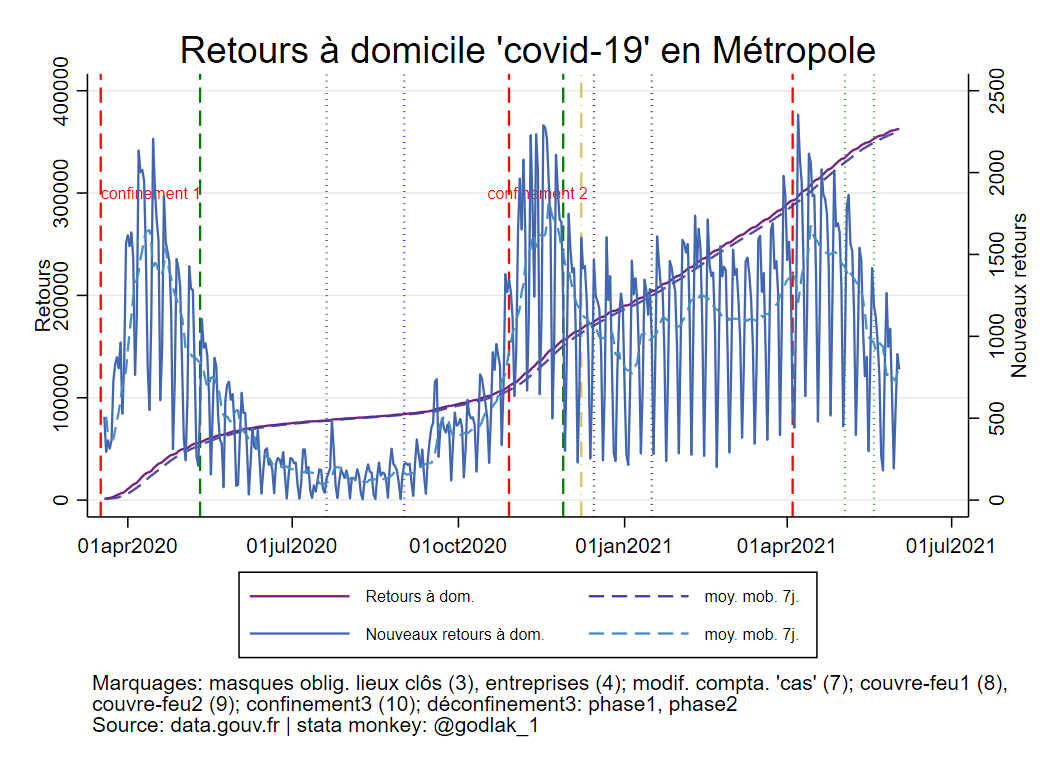 Retours à domicile 'covid-19' en Métropole
Retours
0
100000
200000
300000
400000
Nouveaux retours
0
500
1000
1500
2000
2500
confinement 1
confinement 2
01apr2020
01jul2020
01oct2020
01jan2021
01apr2021
01jul2021
Retours à dom.
moy. mob. 7j.
Nouveaux retours à dom.
moy. mob. 7j.
Marquages: masques oblig. lieux clôs (3), entreprises (4); modif. compta. 'cas' (7); couvre-feu1 (8),
couvre-feu2 (9); confinement3 (10); déconfinement3: phase1, phase2
Source: data.gouv.fr | stata monkey: @godlak_1